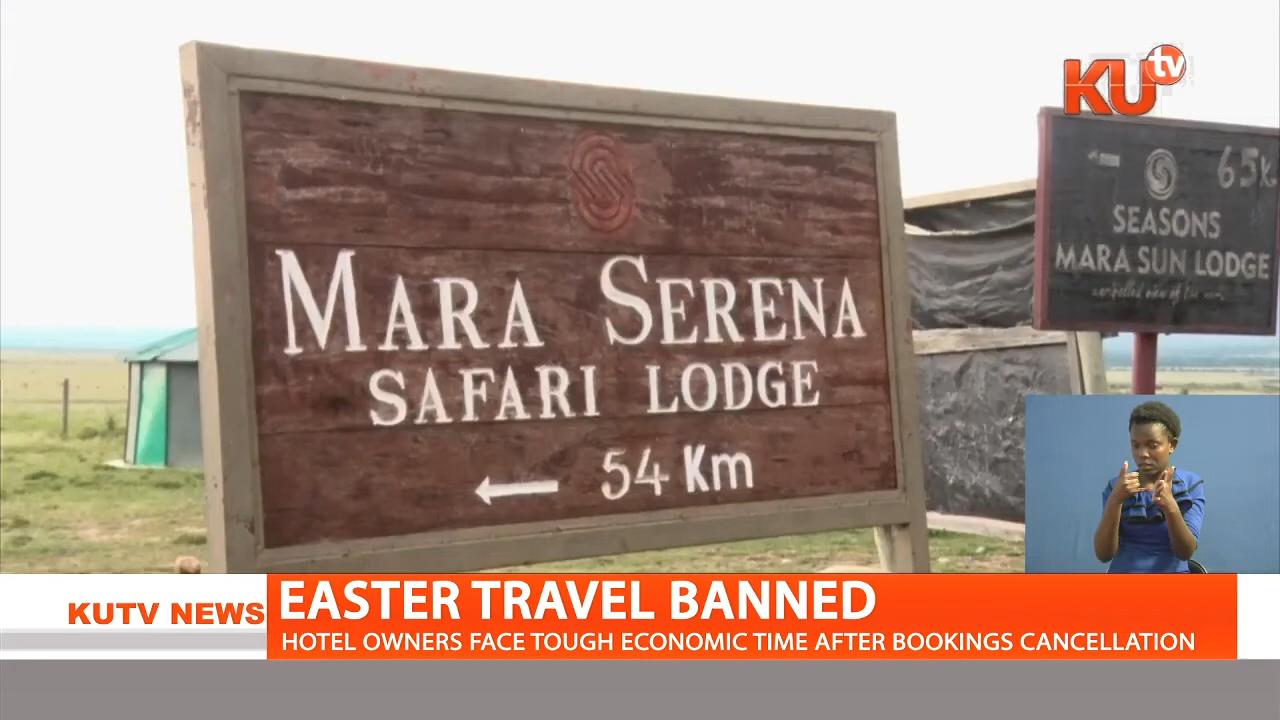 KU tv
MARA SERENA
SAFARI LODGE
54 Km
65k
SEASONS
MARA SUN LODGE
KUTV NEWS
EASTER TRAVEL BANNED
HOTEL OWNERS FACE TOUGH ECONOMIC TIME AFTER BOOKINGS CANCELLATION